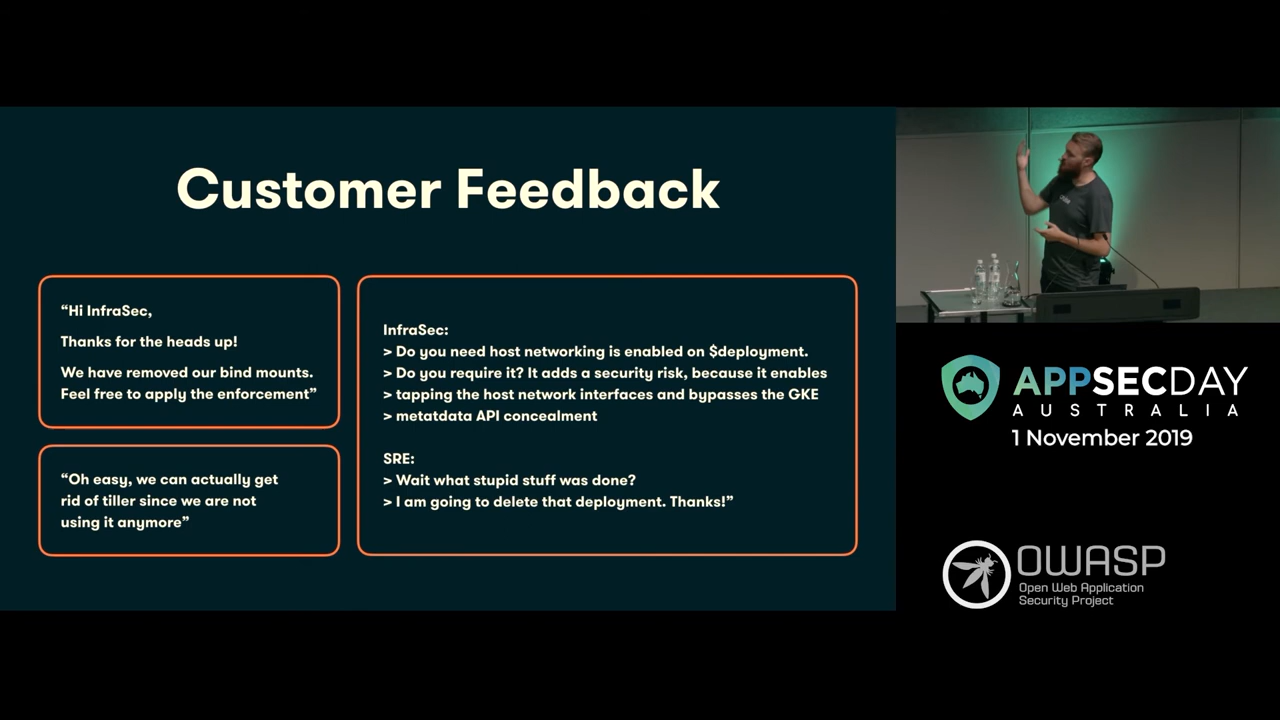 Customer Feedback
“Hi InfraSec,
Thanks for the heads up!
We have removed our bind mounts.
Feel free to apply the enforcement”
“Oh easy, we can actually get
rid of tiller since we are not
using it anymore”
InfraSec:
> Do you need host networking is enabled on $deployment.
> Do you require it? It adds a security risk, because it enables
> tapping the host network interfaces and bypasses the GKE
> metatdata API concealment
SRE:
> Wait what stupid stuff was done?
> I am going to delete that deployment. Thanks!”
APPSECDAY
AUSTRALIA
1 November 2019
OWASP
Open Web Application
Security Project